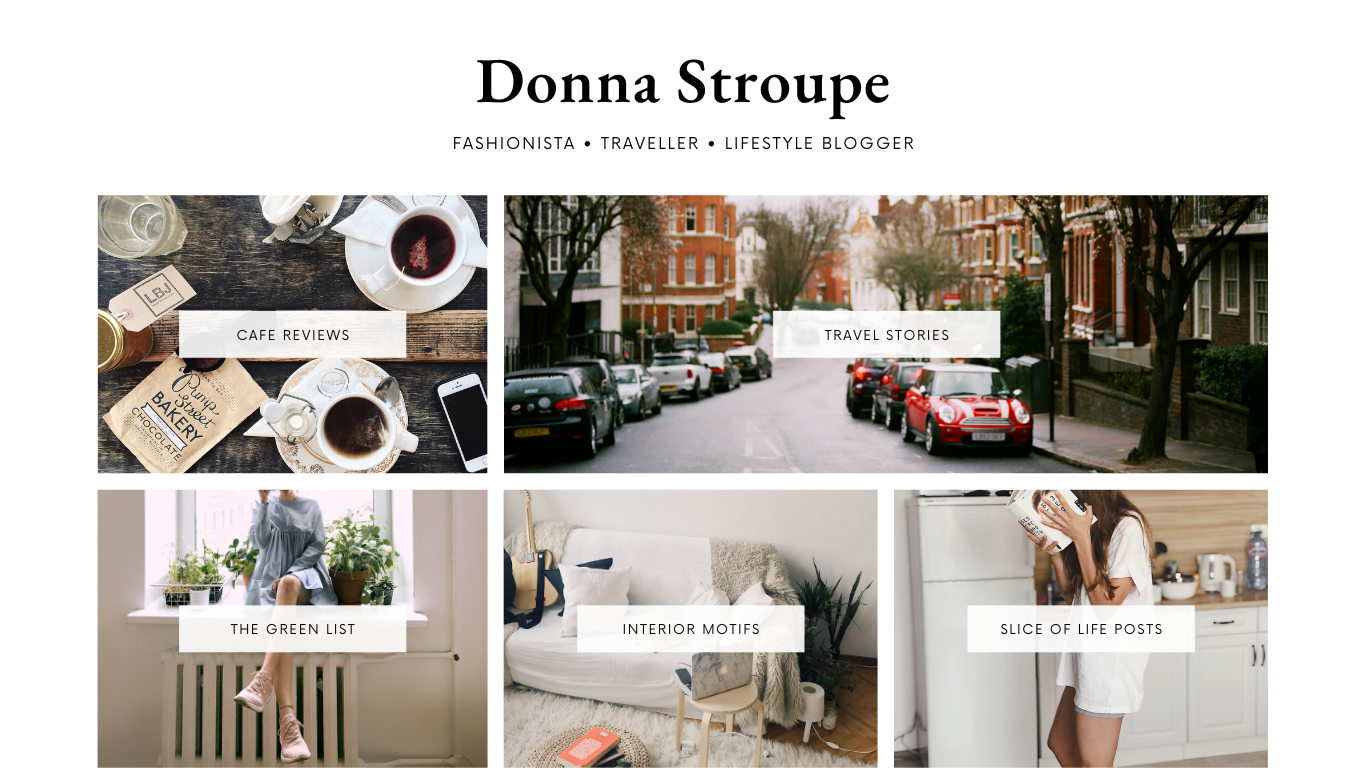 Donna Stroupe
FASHIONISTA • TRAVELLER • LIFESTYLE BLOGGER
LBJ
CAFE REVIEWS
TRAVEL STORIES
Pump
Street
BAKERY
CHOCOLATE
THE GREEN LIST
INTERIOR MOTIFS
SLICE OF LIFE POSTS